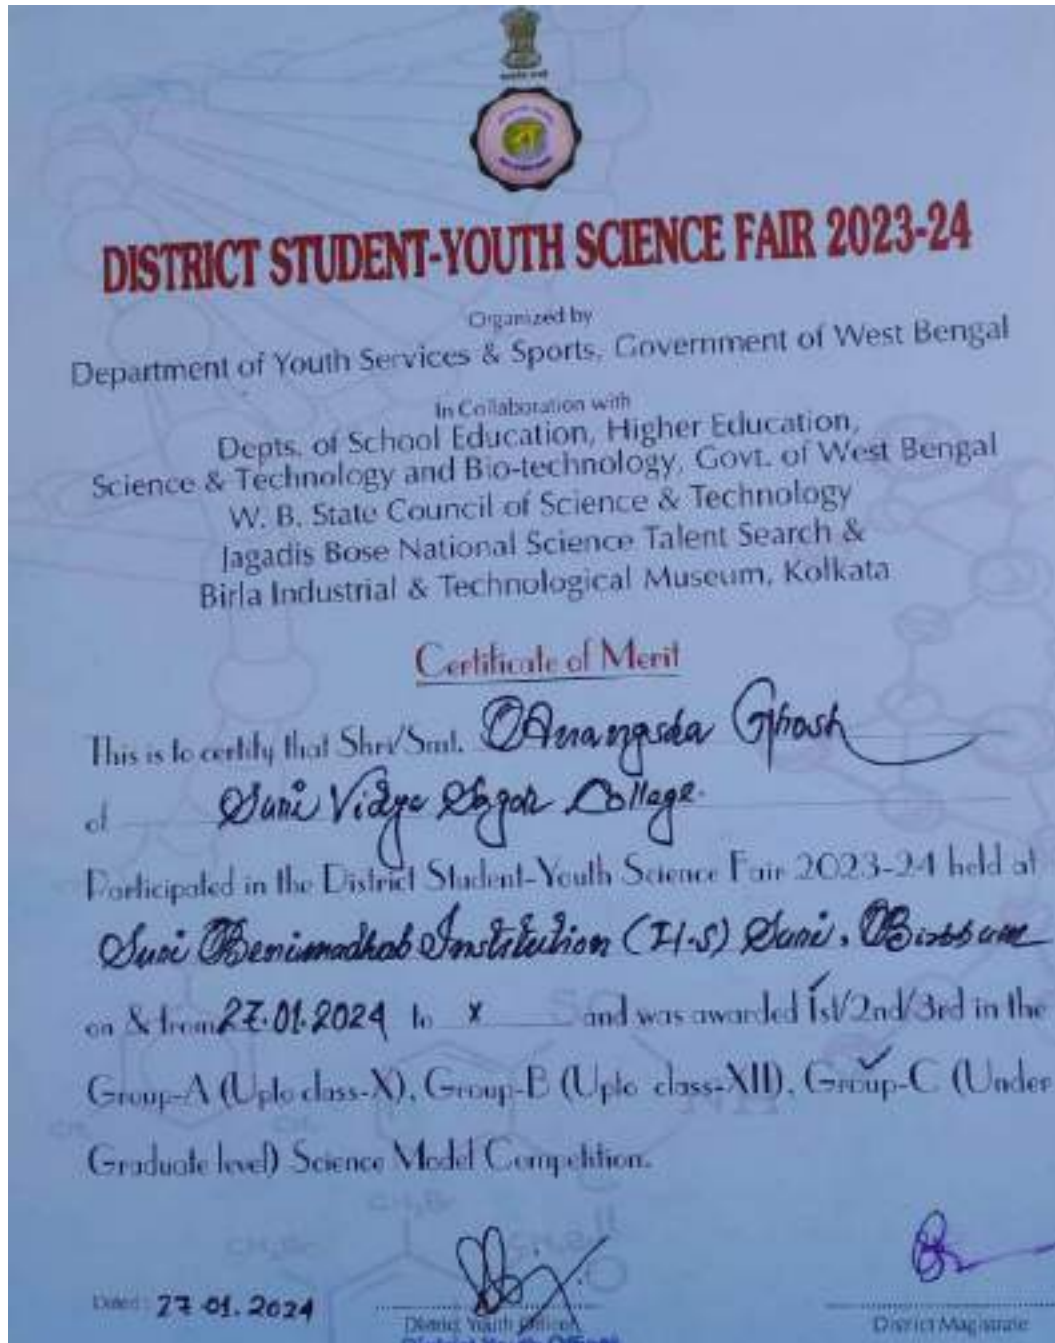 DISTRICT STUDENT-YOUTH SCIENCE FAIR 2023-24
Organized by
Department of Youth Services & Sports, Government of West Bengal
In Collaboration with
Depts. of School Education, Higher Education,
Science & Technology and Bio-technology, Govt. of West Bengal
W. B. State Council of Science & Technology
Jagadis Bose National Science Talent Search &
Birla Industrial & Technological Museum, Kolkata
Certificate of Merit
This is to certify that Shri/Smt. Ghosh
of Suri Vidya Sagar College.
Participated in the District Student-Youth Science Fair 2023-24 held at
Suri Benimadhab Institution (H.S) Suri, Birbhum
on & from 27.01.2024 to x and was awarded 1st/2nd/3rd in the
Group-A (Upto class-X), Group-B (Upto class-XII), Group-C (Under
Graduate level) Science Model Competition.
Dated: 27.01.2024
District Youth Officer
District Magistrate
District Youth Officer